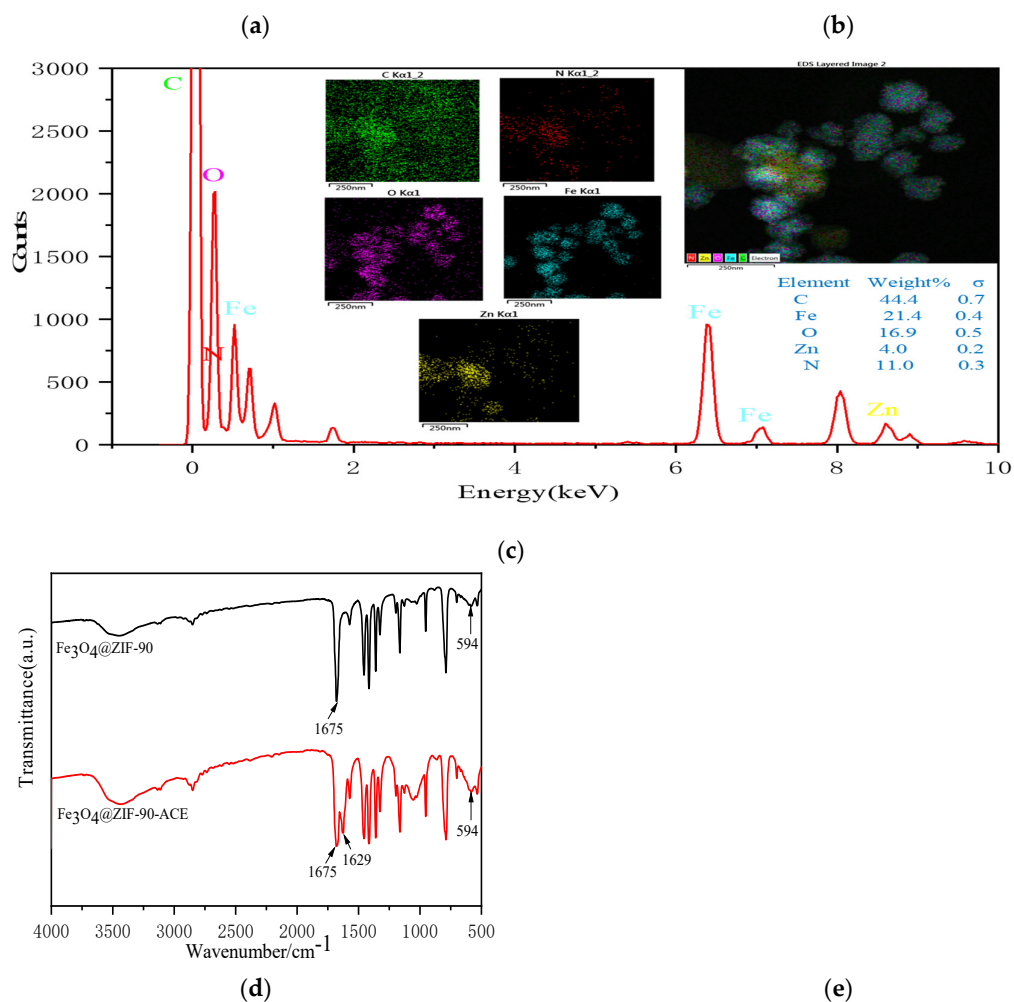 (a) (b)
3000
2500
2000
1500
1000
500
0
Counts
C
O
N
Fe
Fe
Fe
Zn
C Kα1_2
250nm
N Kα1_2
250nm
O Kα1
250nm
Fe Kα1
250nm
Zn Kα1
250nm
EDS Layered Image 2
N Zn O Fe C Electron
250nm
Element Weight% σ
C 44.4 0.7
Fe 21.4 0.4
O 16.9 0.5
Zn 4.0 0.2
N 11.0 0.3
0 2 4 6 8 10
Energy(keV)
(c)
Transmittance(a.u.)
Fe3O4@ZIF-90
1675
594
Fe3O4@ZIF-90-ACE
1675
1629
594
4000 3500 3000 2500 2000 1500 1000 500
Wavenumber/cm-1
(d) (e)